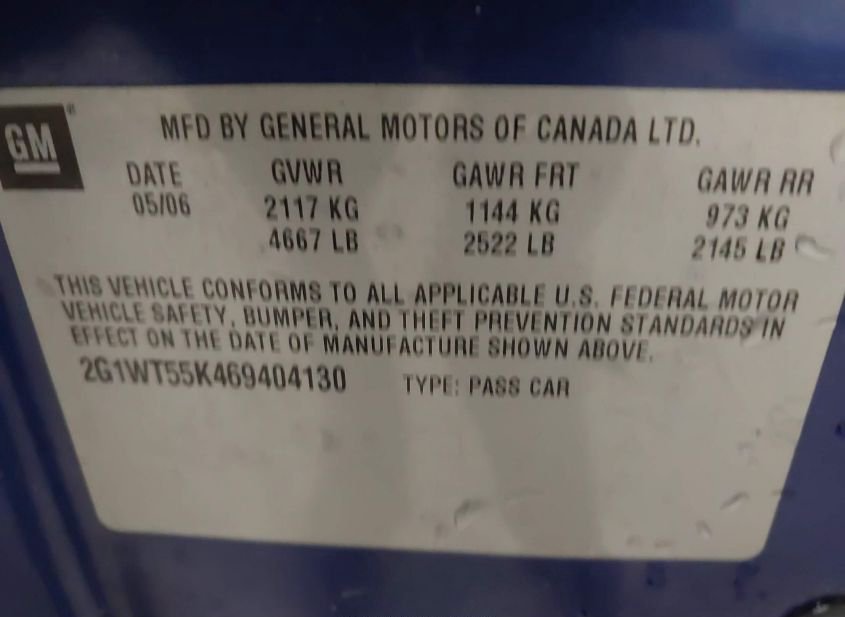 GM
MFD BY GENERAL MOTORS OF CANADA LTD.
DATE GVWR GAWR FRT GAWR RR
05/06 2117 KG 1144 KG 973 KG
4667 LB 2522 LB 2145 LB
THIS VEHICLE CONFORMS TO ALL APPLICABLE U.S. FEDERAL MOTOR
VEHICLE SAFETY, BUMPER, AND THEFT PREVENTION STANDARDS IN
EFFECT ON THE DATE OF MANUFACTURE SHOWN ABOVE.
2G1WT55K469404130 TYPE: PASS CAR